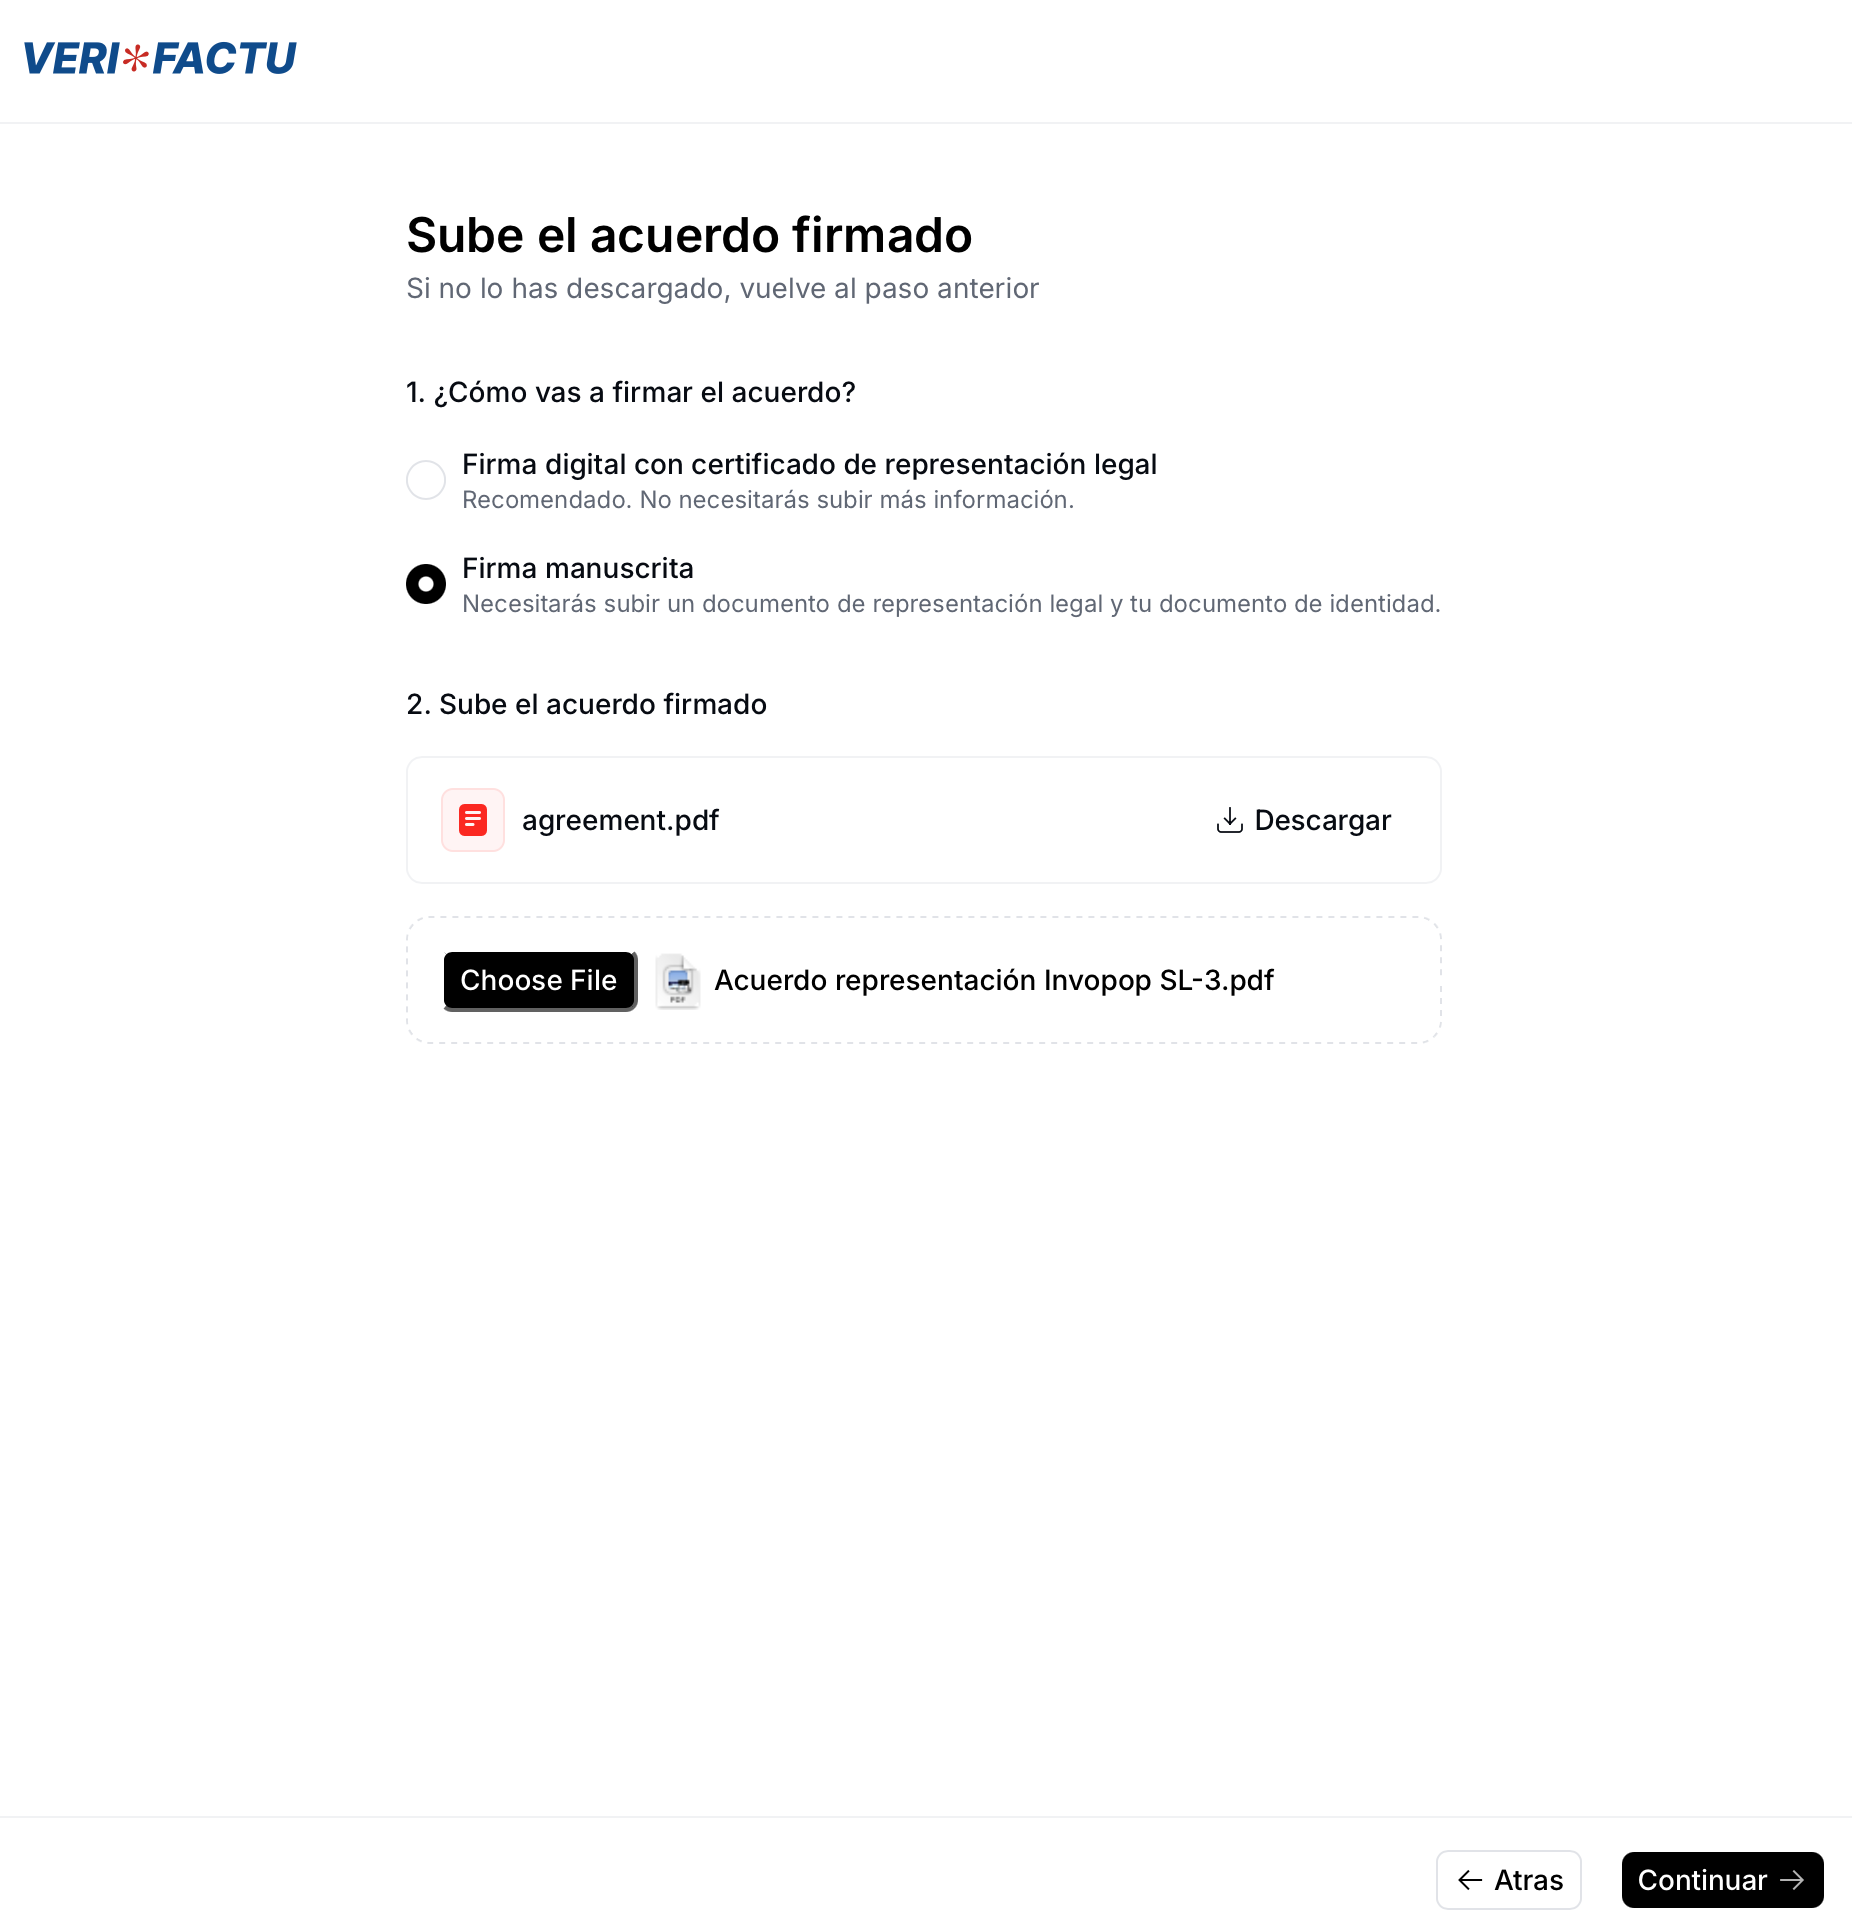 VERI*FACTU
Sube el acuerdo firmado
Si no lo has descargado, vuelve al paso anterior
1. ¿Cómo vas a firmar el acuerdo?
Firma digital con certificado de representación legal
Recomendado. No necesitarás subir más información.
Firma manuscrita
Necesitarás subir un documento de representación legal y tu documento de identidad.
2. Sube el acuerdo firmado
agreement.pdf
Descargar
Choose File
PDF
Acuerdo representación Invopop SL-3.pdf
Atras
Continuar